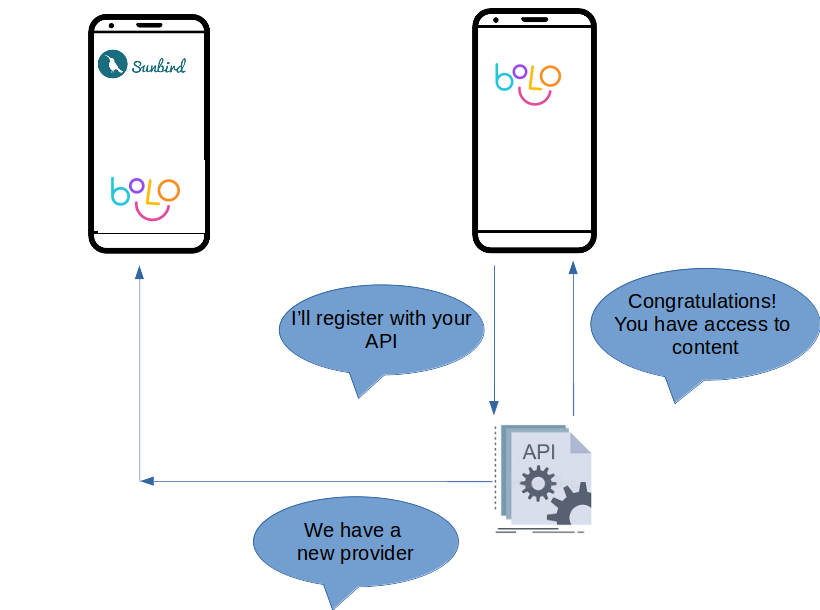 Sunbird
boLo
boLo
I'll register with your
API
Congratulations!
You have access to
content
API
We have a
new provider